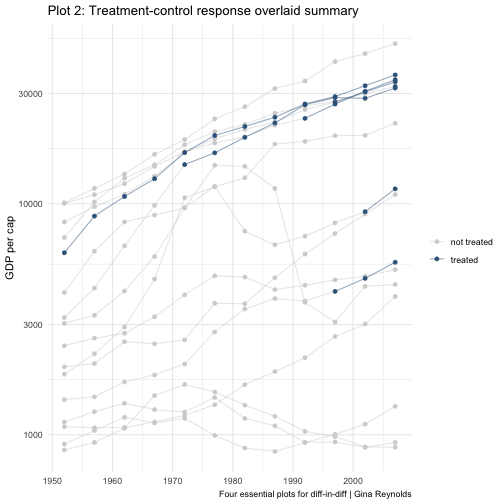 Plot 2: Treatment-control response overlaid summary
GDP per cap
30000
10000
3000
1000
1950
1960
1970
1980
1990
2000
not treated
treated
Four essential plots for diff-in-diff | Gina Reynolds